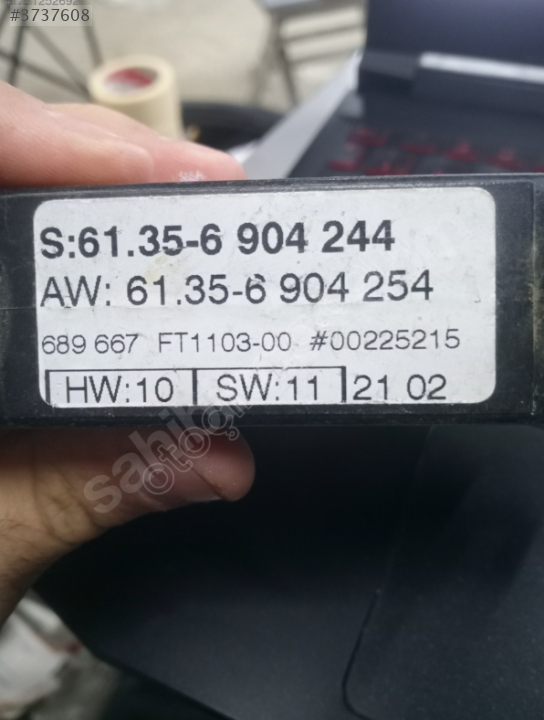 #3737608
S:61.35-6 904 244
AW: 61.35-6 904 254
689 667 FT1103-00 #00225215
HW:10 SW:11 21 02